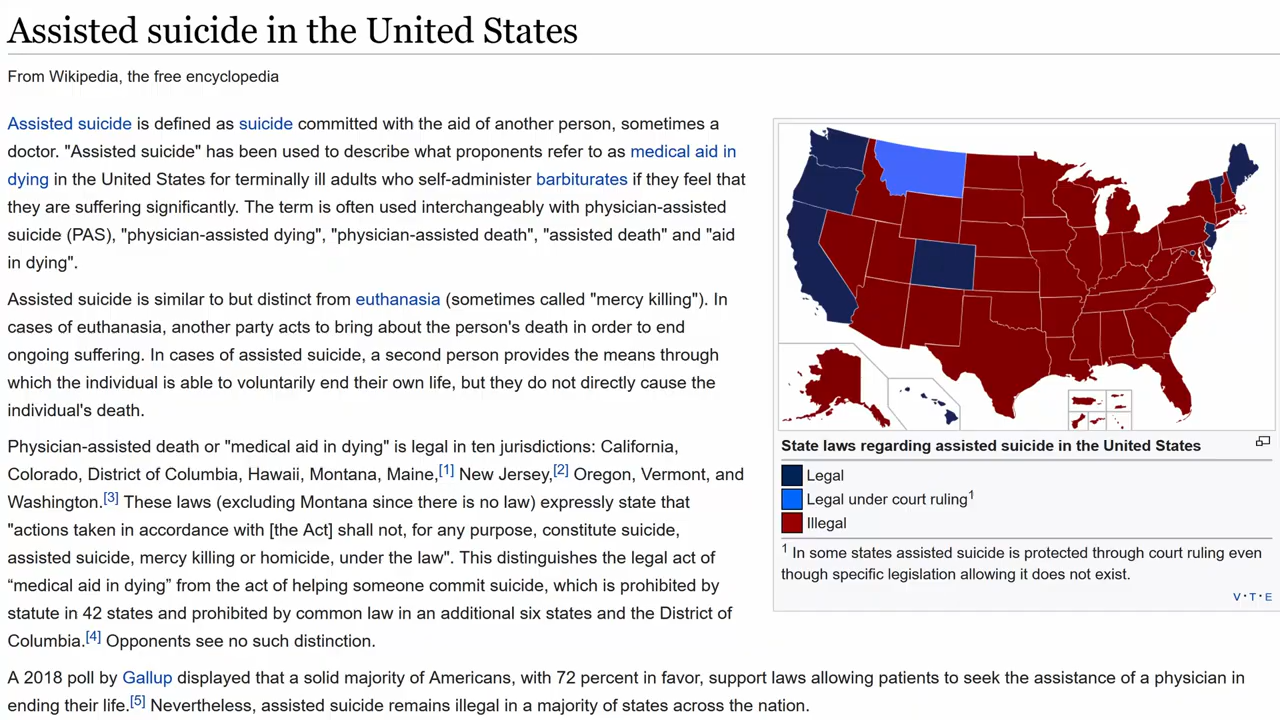 Assisted suicide in the United States
From Wikipedia, the free encyclopedia
Assisted suicide is defined as suicide committed with the aid of another person, sometimes a
doctor. "Assisted suicide" has been used to describe what proponents refer to as medical aid in
dying in the United States for terminally ill adults who self-administer barbiturates if they feel that
they are suffering significantly. The term is often used interchangeably with physician-assisted
suicide (PAS), "physician-assisted dying", "physician-assisted death", "assisted death" and "aid
in dying".
Assisted suicide is similar to but distinct from euthanasia (sometimes called "mercy killing"). In
cases of euthanasia, another party acts to bring about the person's death in order to end
ongoing suffering. In cases of assisted suicide, a second person provides the means through
which the individual is able to voluntarily end their own life, but they do not directly cause the
individual's death.
Physician-assisted death or "medical aid in dying" is legal in ten jurisdictions: California,
Colorado, District of Columbia, Hawaii, Montana, Maine,[1] New Jersey,[2] Oregon, Vermont, and
Washington.[3] These laws (excluding Montana since there is no law) expressly state that
"actions taken in accordance with [the Act] shall not, for any purpose, constitute suicide,
assisted suicide, mercy killing or homicide, under the law". This distinguishes the legal act of
“medical aid in dying” from the act of helping someone commit suicide, which is prohibited by
statute in 42 states and prohibited by common law in an additional six states and the District of
Columbia.[4] Opponents see no such distinction.
A 2018 poll by Gallup displayed that a solid majority of Americans, with 72 percent in favor, support laws allowing patients to seek the assistance of a physician in
ending their life.[5] Nevertheless, assisted suicide remains illegal in a majority of states across the nation.
State laws regarding assisted suicide in the United States
Legal
Legal under court ruling1
Illegal
1 In some states assisted suicide is protected through court ruling even
though specific legislation allowing it does not exist.
V · T · E